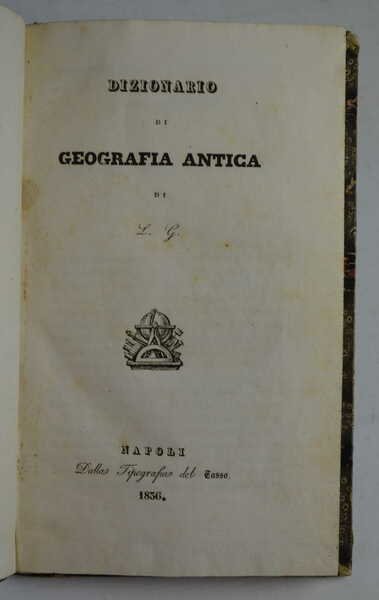 DIZIONARIO
DI
GEOGRAFIA ANTICA
DI
L. G.
NAPOLI
Dalla Tipografia del Tasso.
1836.